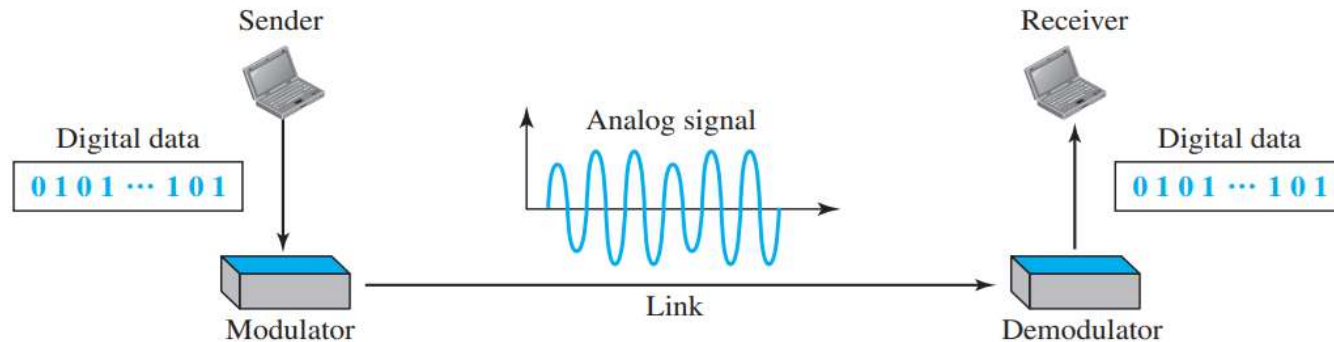 Sender
Receiver
Digital data
0 1 0 1 ··· 1 0 1
Analog signal
Digital data
0 1 0 1 ··· 1 0 1
Link
Modulator
Demodulator